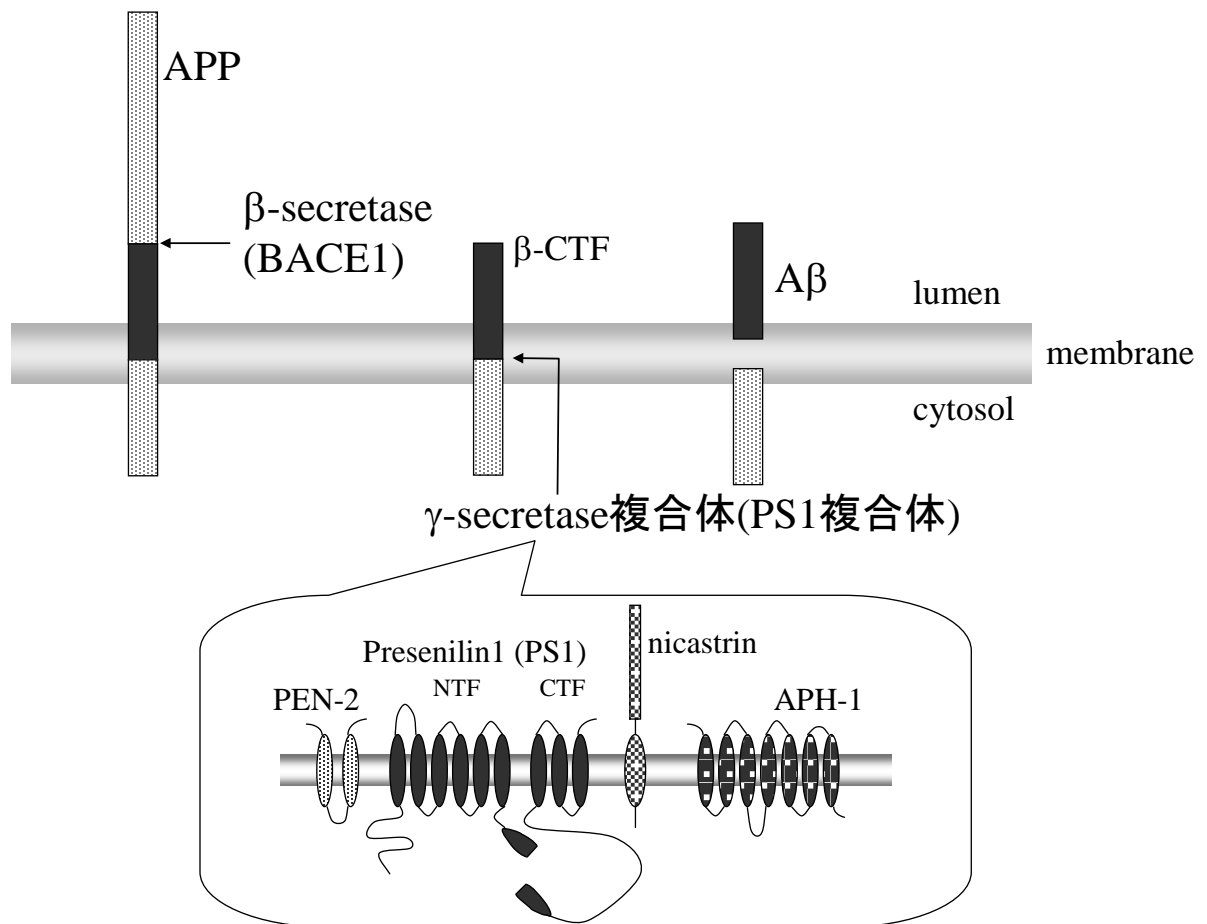 APP
β-secretase
(BACE1)
β-CTF
Aβ
lumen
membrane
cytosol
γ-secretase複合体(PS1複合体)
Presenilin1 (PS1)
nicastrin
NTF
CTF
PEN-2
APH-1